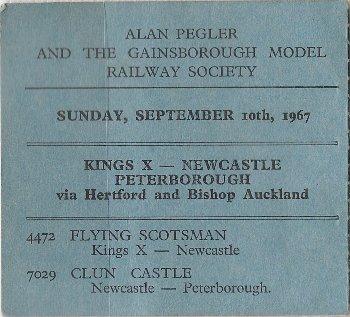 ALAN PEGLER
AND THE GAINSBOROUGH MODEL
RAILWAY SOCIETY
SUNDAY, SEPTEMBER 10th, 1967
KINGS X — NEWCASTLE
PETERBOROUGH
via Hertford and Bishop Auckland
4472 FLYING SCOTSMAN
Kings X — Newcastle
7029 CLUN CASTLE
Newcastle — Peterborough.